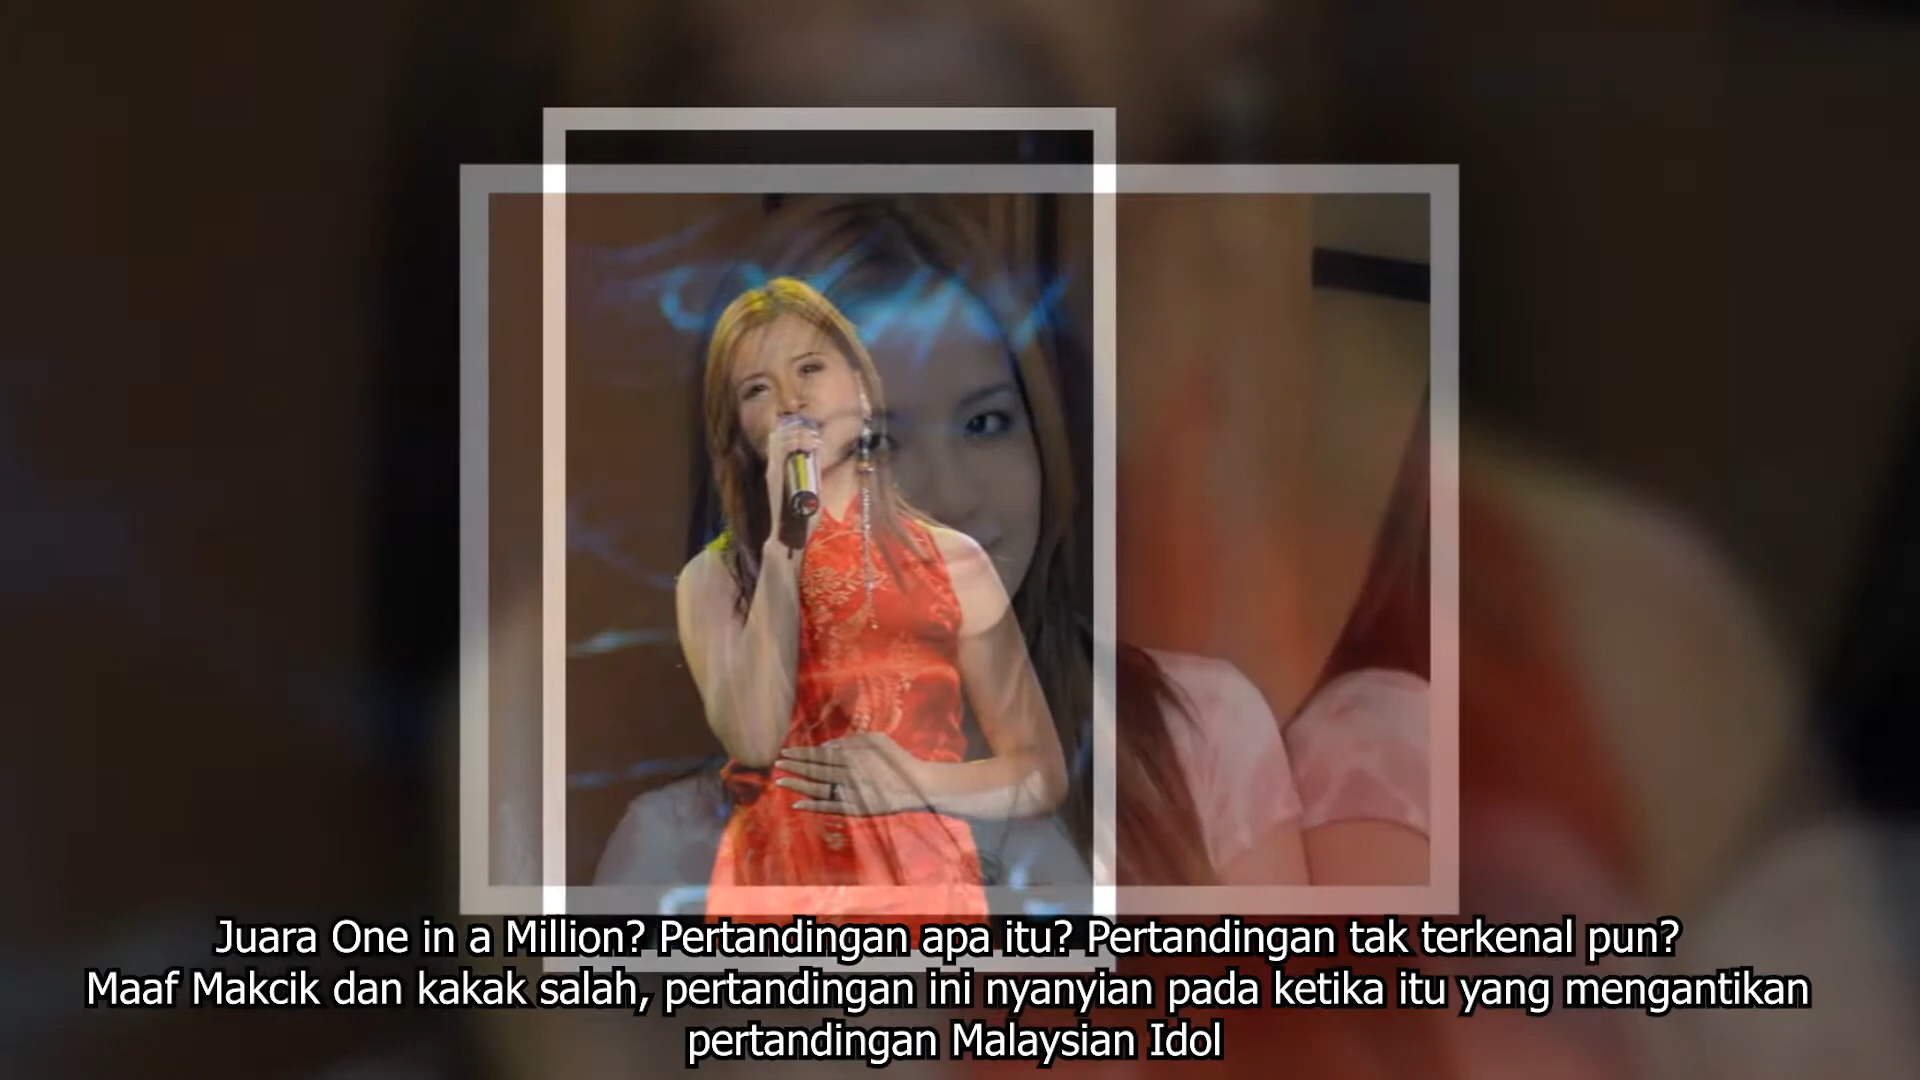 Juara One in a Million? Pertandingan apa itu? Pertandingan tak terkenal pun?
Maaf Makcik dan kakak salah, pertandingan ini nyanyian pada ketika itu yang mengantikan
pertandingan Malaysian Idol